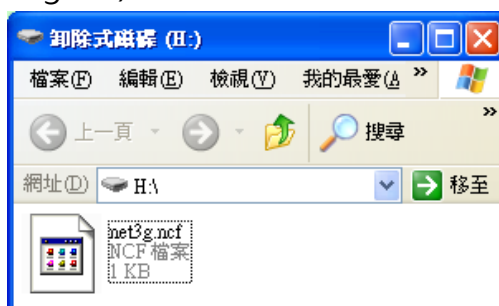 卸除式磁碟 (H:)
檔案(F) 編輯(E) 檢視(V) 我的最愛(A »
上一頁 搜尋 »
網址(D) H:\ 移至
net3g.ncf
NCF 檔案
1 KB